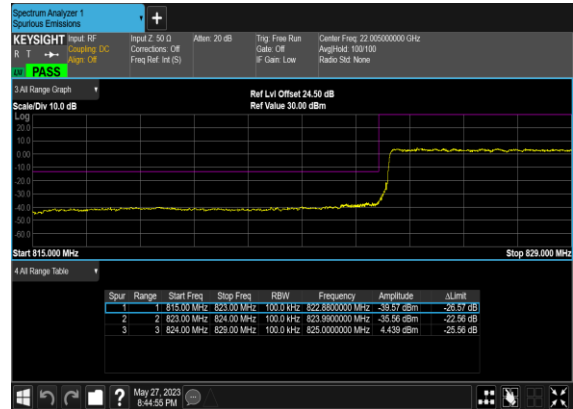 Spectrum Analyzer 1
Spurious Emissions
+
KEYSIGHT Input: RF Input Z: 50 Ω Atten: 20 dB Trig: Free Run Center Freq: 22.005000000 GHz
R T Coupling: DC Corrections: Off Gate: Off Avg|Hold: 100/100
Align: Off Freq Ref: Int (S) IF Gain: Low Radio Std: None
LW PASS
3 All Range Graph
Ref Lvl Offset 24.50 dB
Scale/Div 10.0 dB Ref Value 30.00 dBm
Log
20.0
10.0
0.00
-10.0
-20.0
-30.0
-40.0
-50.0
-60.0
Start 815.000 MHz Stop 829.000 MHz
4 All Range Table
Spur Range Start Freq Stop Freq RBW Frequency Amplitude ΔLimit
1 1 815.00 MHz 823.00 MHz 100.0 kHz 822.8800000 MHz -39.57 dBm -26.57 dB
2 2 823.00 MHz 824.00 MHz 100.0 kHz 823.9900000 MHz -35.56 dBm -22.56 dB
3 3 824.00 MHz 829.00 MHz 100.0 kHz 825.0000000 MHz 4.439 dBm -25.56 dB
? May 27, 2023
8:44:55 PM